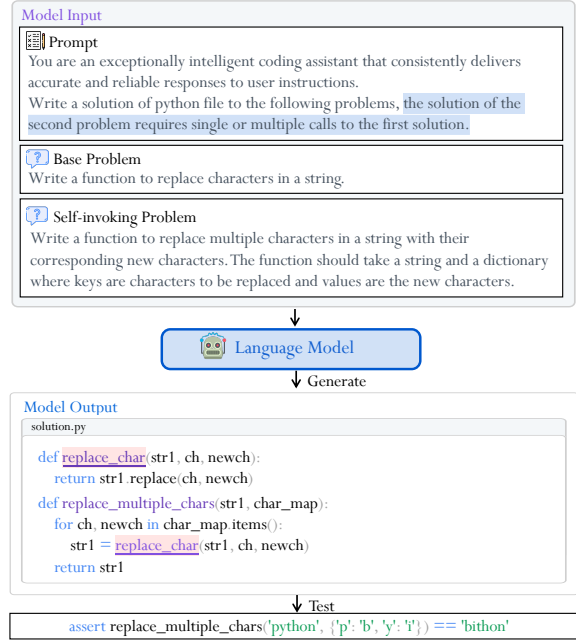 Model Input
Prompt
You are an exceptionally intelligent coding assistant that consistently delivers
accurate and reliable responses to user instructions.
Write a solution of python file to the following problems, the solution of the
second problem requires single or multiple calls to the first solution.
Base Problem
Write a function to replace characters in a string.
Self-invoking Problem
Write a function to replace multiple characters in a string with their
corresponding new characters. The function should take a string and a dictionary
where keys are characters to be replaced and values are the new characters.
Language Model
Generate
Model Output
solution.py
def replace_char(str1, ch, newch):
    return str1.replace(ch, newch)
def replace_multiple_chars(str1, char_map):
    for ch, newch in char_map.items():
        str1 = replace_char(str1, ch, newch)
    return str1
Test
assert replace_multiple_chars('python', {'p': 'b', 'y': 'i'}) == 'bithon'